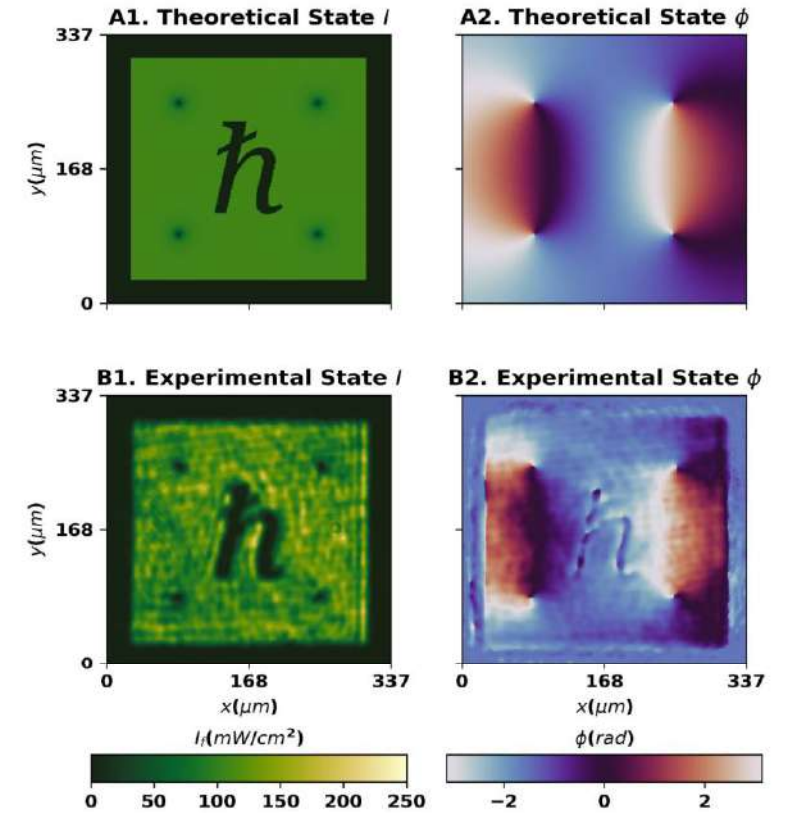 A1. Theoretical State I
A2. Theoretical State ϕ
337
168
0
y(μm)
ħ
B1. Experimental State I
B2. Experimental State ϕ
337
168
0
y(μm)
ħ
0 168 337
0 168 337
x(μm)
x(μm)
I_f(mW/cm²)
ϕ(rad)
0 50 100 150 200 250
−2 0 2